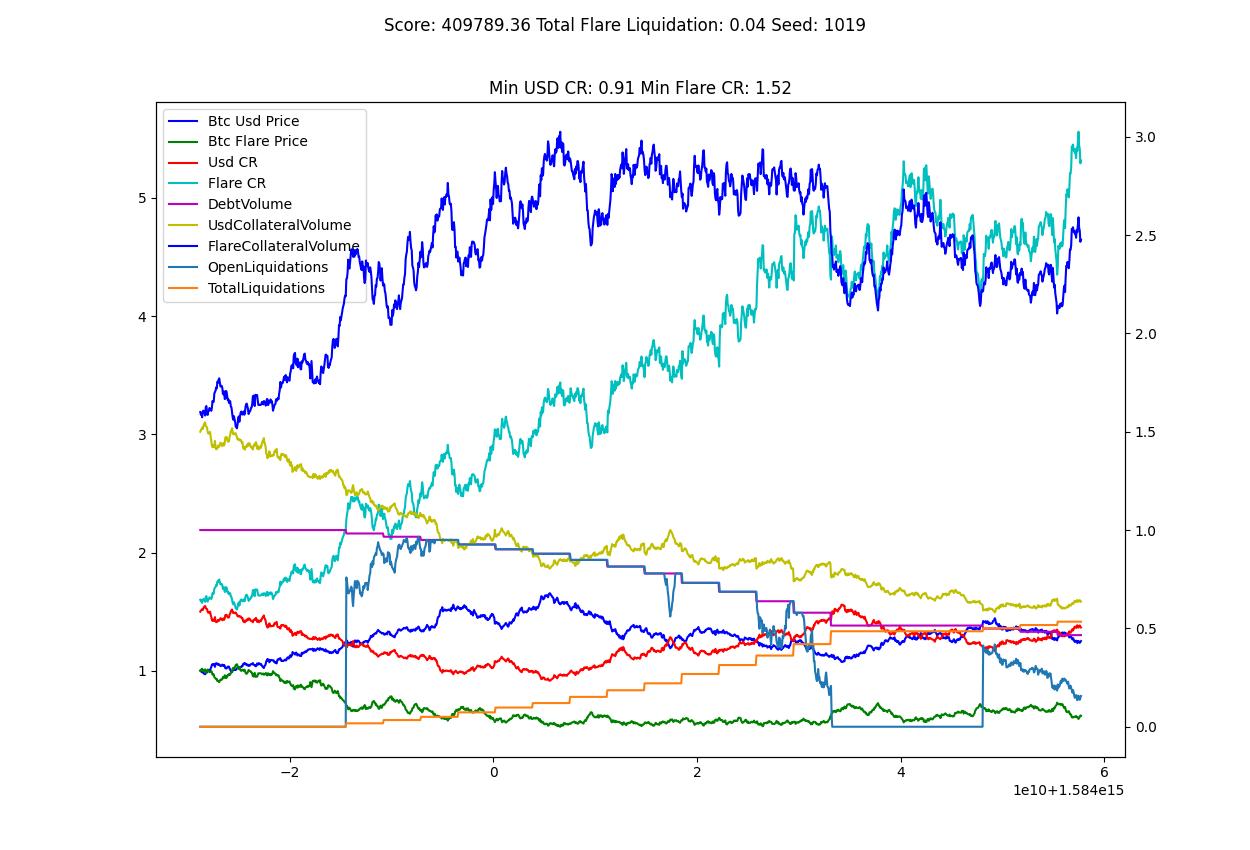 Score: 409789.36 Total Flare Liquidation: 0.04 Seed: 1019
Min USD CR: 0.91 Min Flare CR: 1.52
Btc Usd Price
Btc Flare Price
Usd CR
Flare CR
DebtVolume
UsdCollateralVolume
FlareCollateralVolume
OpenLiquidations
TotalLiquidations
5
4
3
2
1
3.0
2.5
2.0
1.5
1.0
0.5
0.0
−2 0 2 4 6
1e10+1.584e15